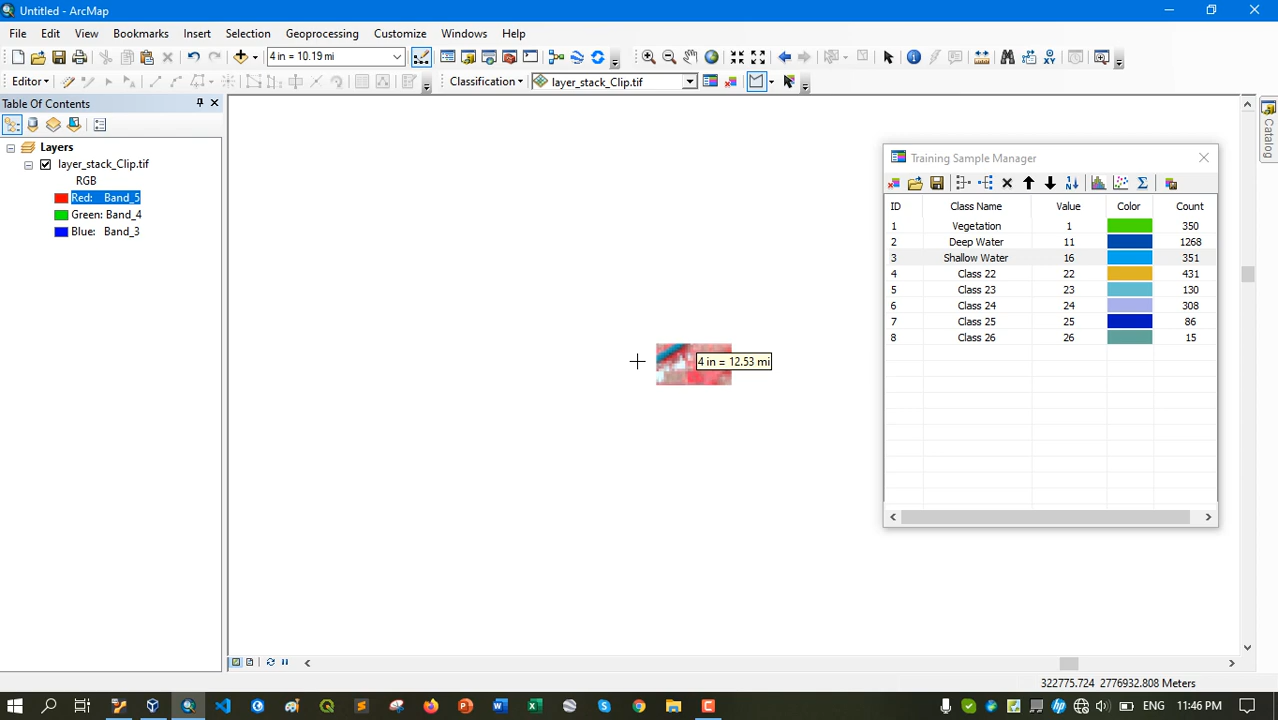 Untitled - ArcMap
File Edit View Bookmarks Insert Selection Geoprocessing Customize Windows Help
4 in = 10.19 mi
Editor Classification layer_stack_Clip.tif
Table Of Contents
Layers
layer_stack_Clip.tif
RGB
Red: Band_5
Green: Band_4
Blue: Band_3
4 in = 12.53 mi
Training Sample Manager
ID Class Name Value Color Count
1 Vegetation 1 350
2 Deep Water 11 1268
3 Shallow Water 16 351
4 Class 22 22 431
5 Class 23 23 130
6 Class 24 24 308
7 Class 25 25 86
8 Class 26 26 15
Catalog
322775.724 2776932.808 Meters
ENG 11:46 PM